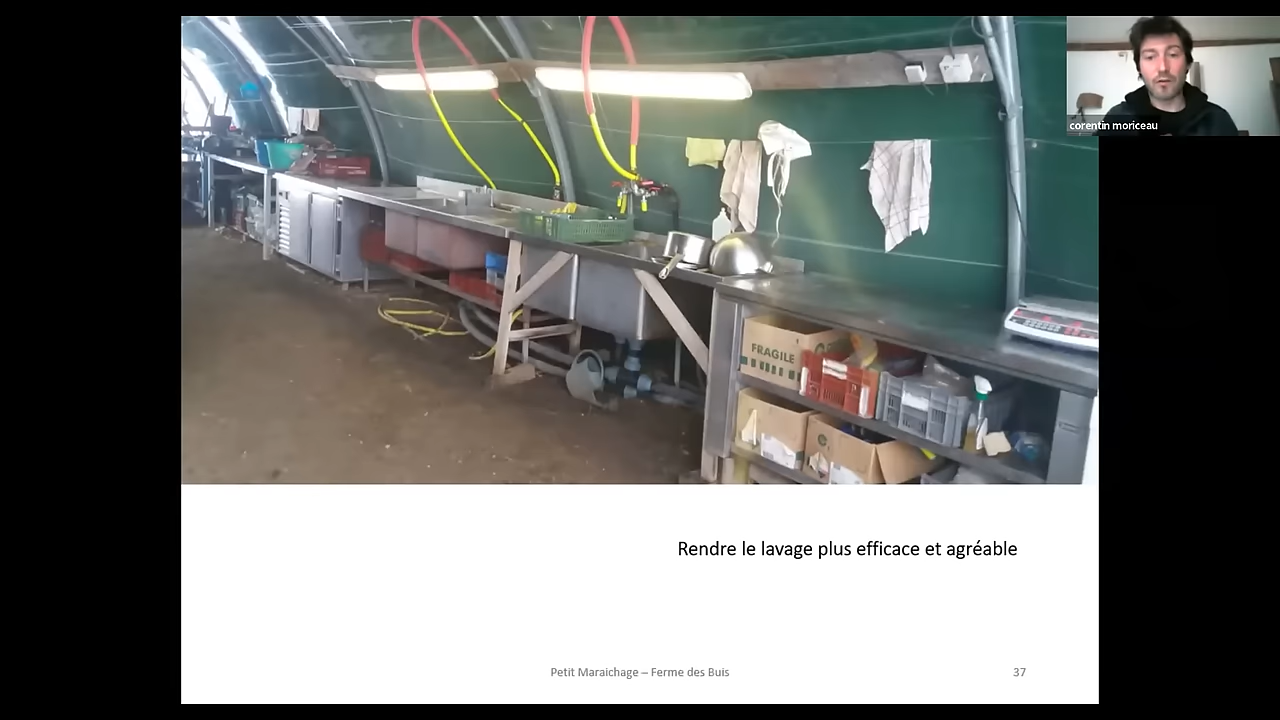 corentin moriceau
FRAGILE
Rendre le lavage plus efficace et agréable
Petit Maraichage – Ferme des Buis
37